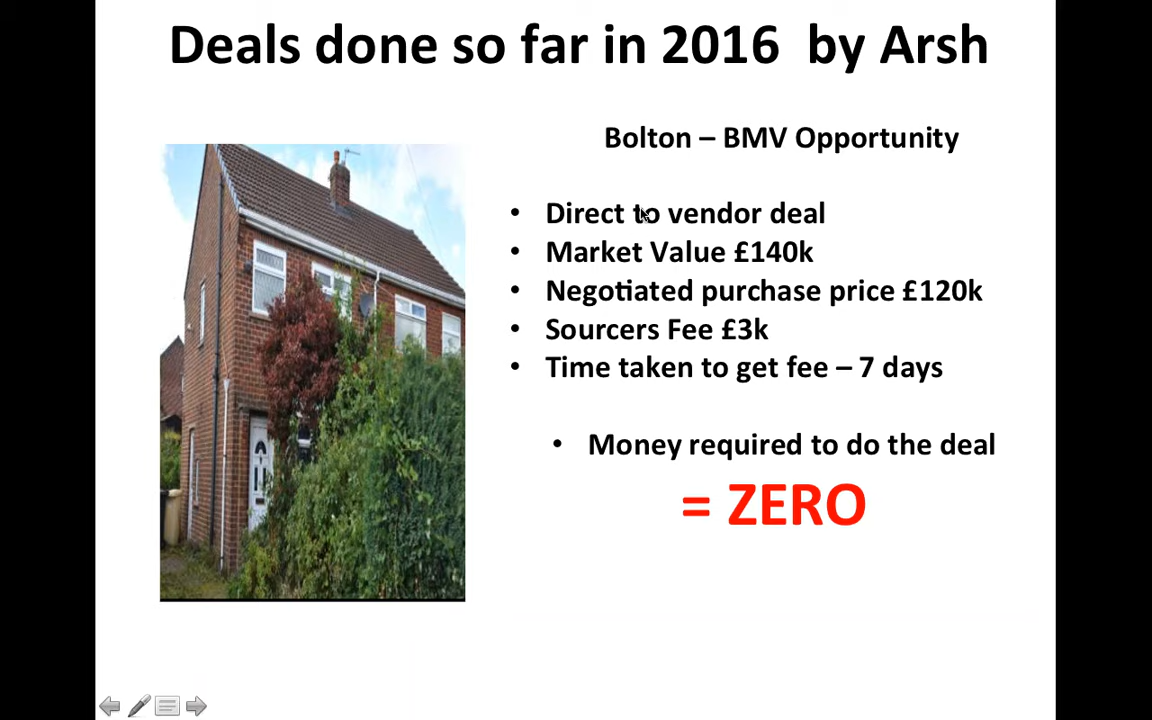 Deals done so far in 2016 by Arsh
Bolton – BMV Opportunity
• Direct to vendor deal
• Market Value £140k
• Negotiated purchase price £120k
• Sourcers Fee £3k
• Time taken to get fee – 7 days
• Money required to do the deal
= ZERO